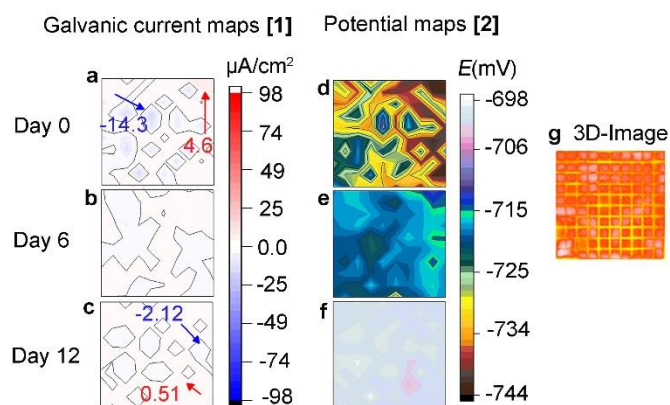 Galvanic current maps [1]
Potential maps [2]
µA/cm²
E(mV)
a
Day 0
-14.3
4.6
98
74
49
25
0.0
-25
-49
-74
-98
b
Day 6
c
Day 12
-2.12
0.51
d
e
f
-698
-706
-715
-725
-734
-744
g 3D-Image